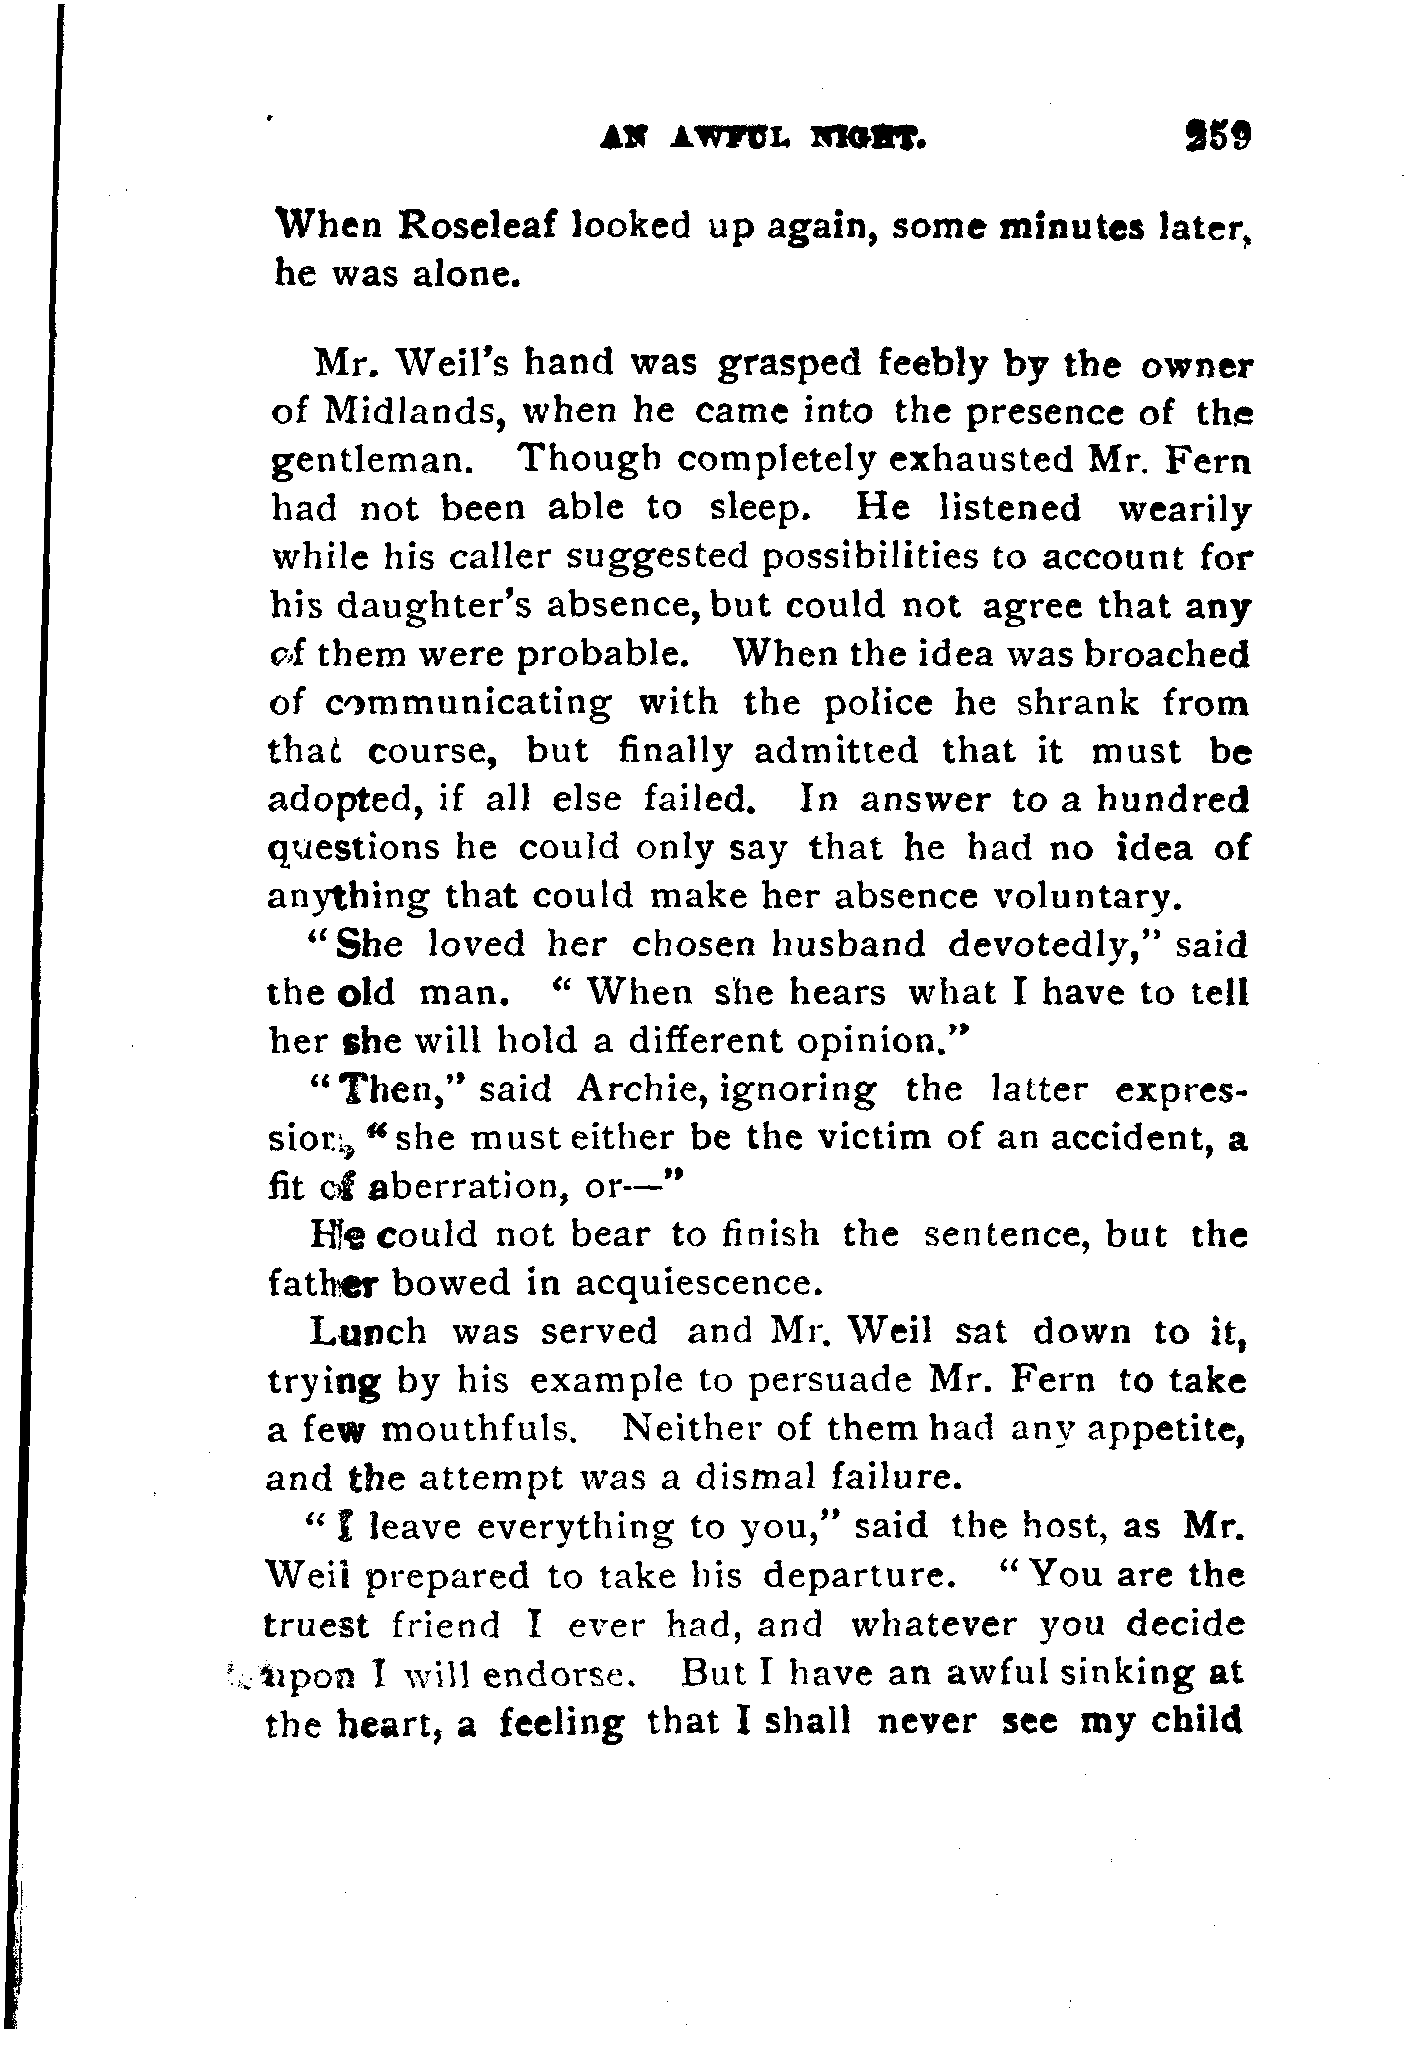 AN AWFUL NIGHT. 259
When Roseleaf looked up again, some minutes later,
he was alone.
Mr. Weil's hand was grasped feebly by the owner
of Midlands, when he came into the presence of the
gentleman. Though completely exhausted Mr. Fern
had not been able to sleep. He listened wearily
while his caller suggested possibilities to account for
his daughter's absence, but could not agree that any
of them were probable. When the idea was broached
of communicating with the police he shrank from
that course, but finally admitted that it must be
adopted, if all else failed. In answer to a hundred
questions he could only say that he had no idea of
anything that could make her absence voluntary.
"She loved her chosen husband devotedly," said
the old man. "When she hears what I have to tell
her she will hold a different opinion."
"Then," said Archie, ignoring the latter expres-
sion, "she must either be the victim of an accident, a
fit of aberration, or—"
He could not bear to finish the sentence, but the
father bowed in acquiescence.
Lunch was served and Mr. Weil sat down to it,
trying by his example to persuade Mr. Fern to take
a few mouthfuls. Neither of them had any appetite,
and the attempt was a dismal failure.
"I leave everything to you," said the host, as Mr.
Weil prepared to take his departure. "You are the
truest friend I ever had, and whatever you decide
upon I will endorse. But I have an awful sinking at
the heart, a feeling that I shall never see my child